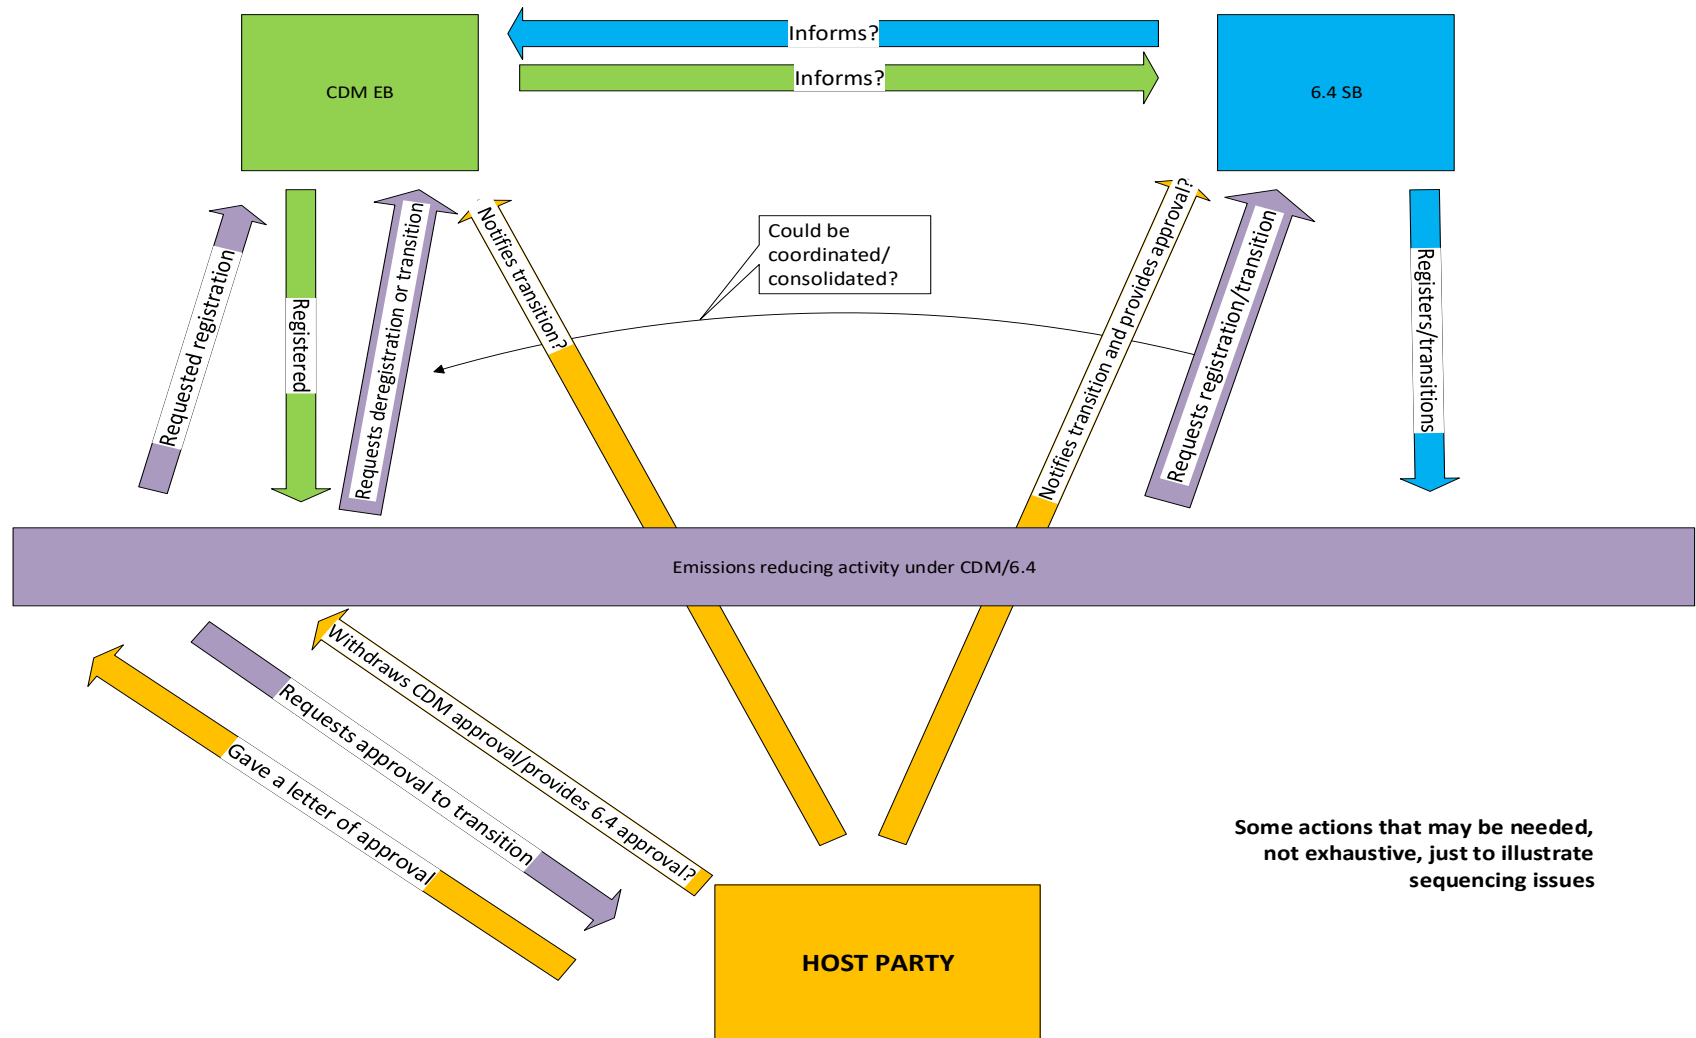 Informs?
Informs?
CDM EB
6.4 SB
Requested registration
Registered
Requests deregistration or transition
Notifies transition?
Could be
coordinated/
consolidated?
Notifies transition and provides approval?
Requests registration/transition
Registers/transitions
Emissions reducing activity under CDM/6.4
Withdraws CDM approval/provides 6.4 approval?
Requests approval to transition
Gave a letter of approval
Some actions that may be needed,
not exhaustive, just to illustrate
sequencing issues
HOST PARTY